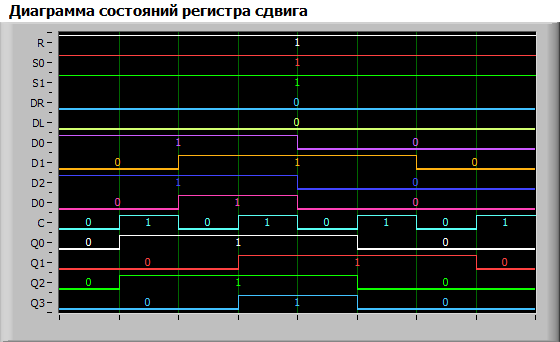 Диаграмма состояний регистра сдвига
R 1
S0 1
S1 1
DR 0
DL 0
D0 1 0
D1 0 1 0
D2 1 0
D0 0 1 0
C 0 1 0 1 0 1 0 1
Q0 0 1 0
Q1 0 1 0
Q2 0 1 0
Q3 0 1 0